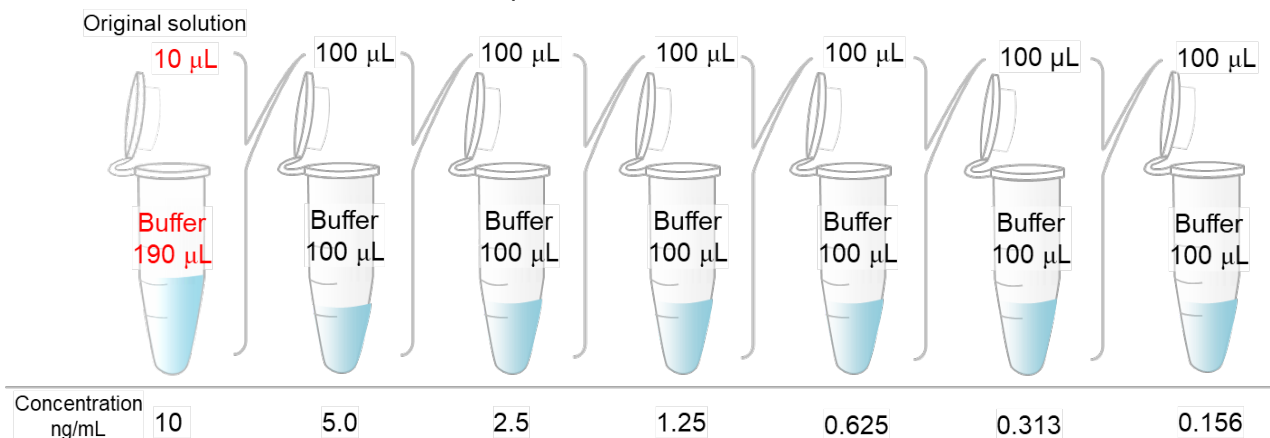 Original solution
10 μL
100 μL
100 μL
100 μL
100 μL
100 μL
100 μL
Buffer
190 μL
Buffer
100 μL
Buffer
100 μL
Buffer
100 μL
Buffer
100 μL
Buffer
100 μL
Buffer
100 μL
Concentration
ng/mL
10
5.0
2.5
1.25
0.625
0.313
0.156